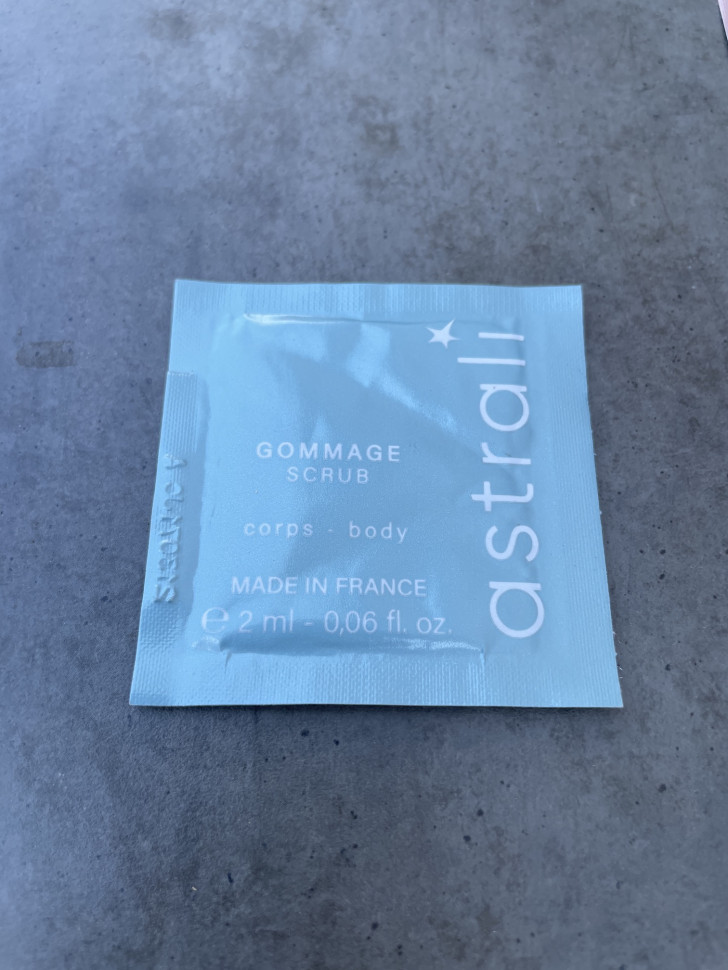 GOMMAGE
SCRUB
corps - body
MADE IN FRANCE
℮ 2 ml - 0,06 fl. oz.
astrali